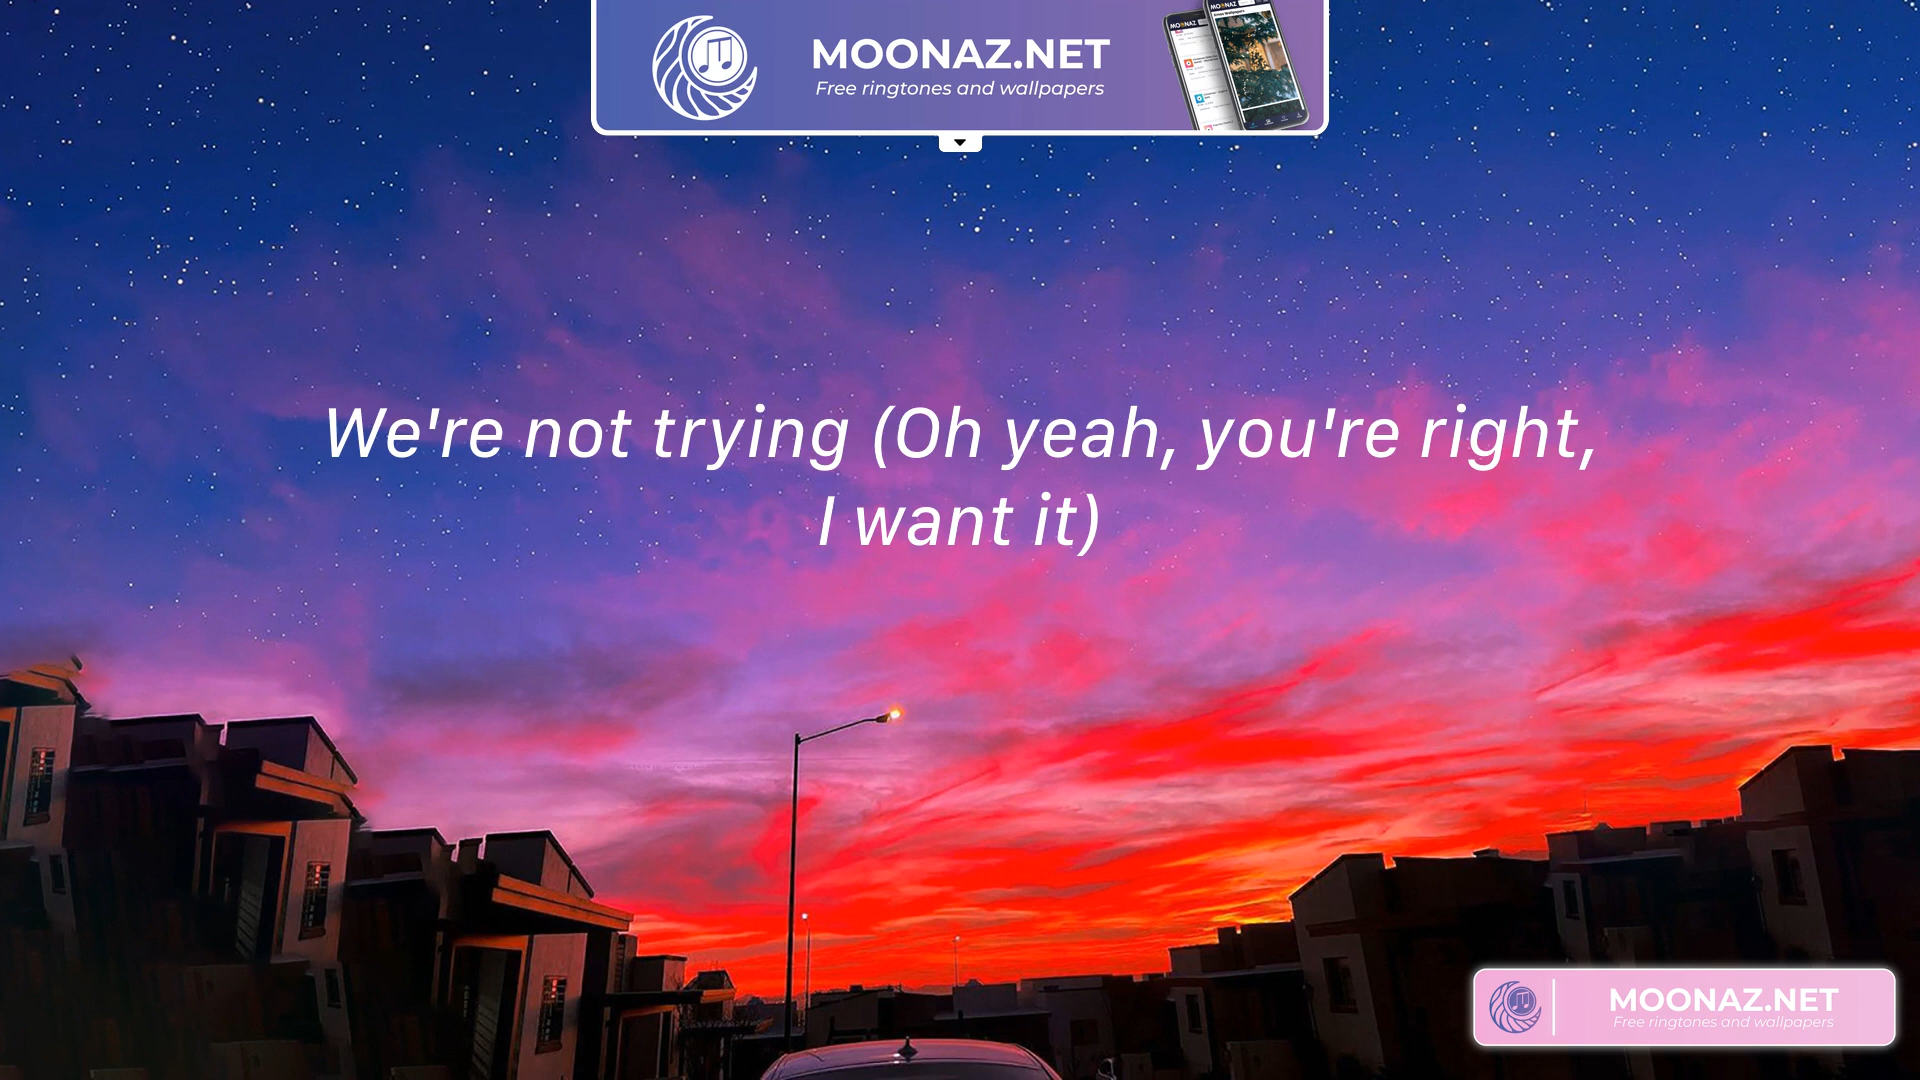 MOONAZ.NET
Free ringtones and wallpapers
We're not trying (Oh yeah, you're right,
I want it)
MOONAZ.NET
Free ringtones and wallpapers